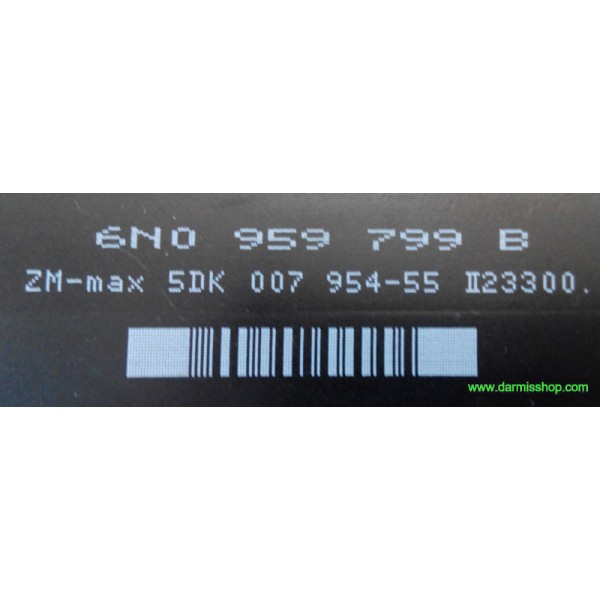 6N0 959 799 B
ZM-max 5DK 007 954-55 II23300.
www.darmisshop.com